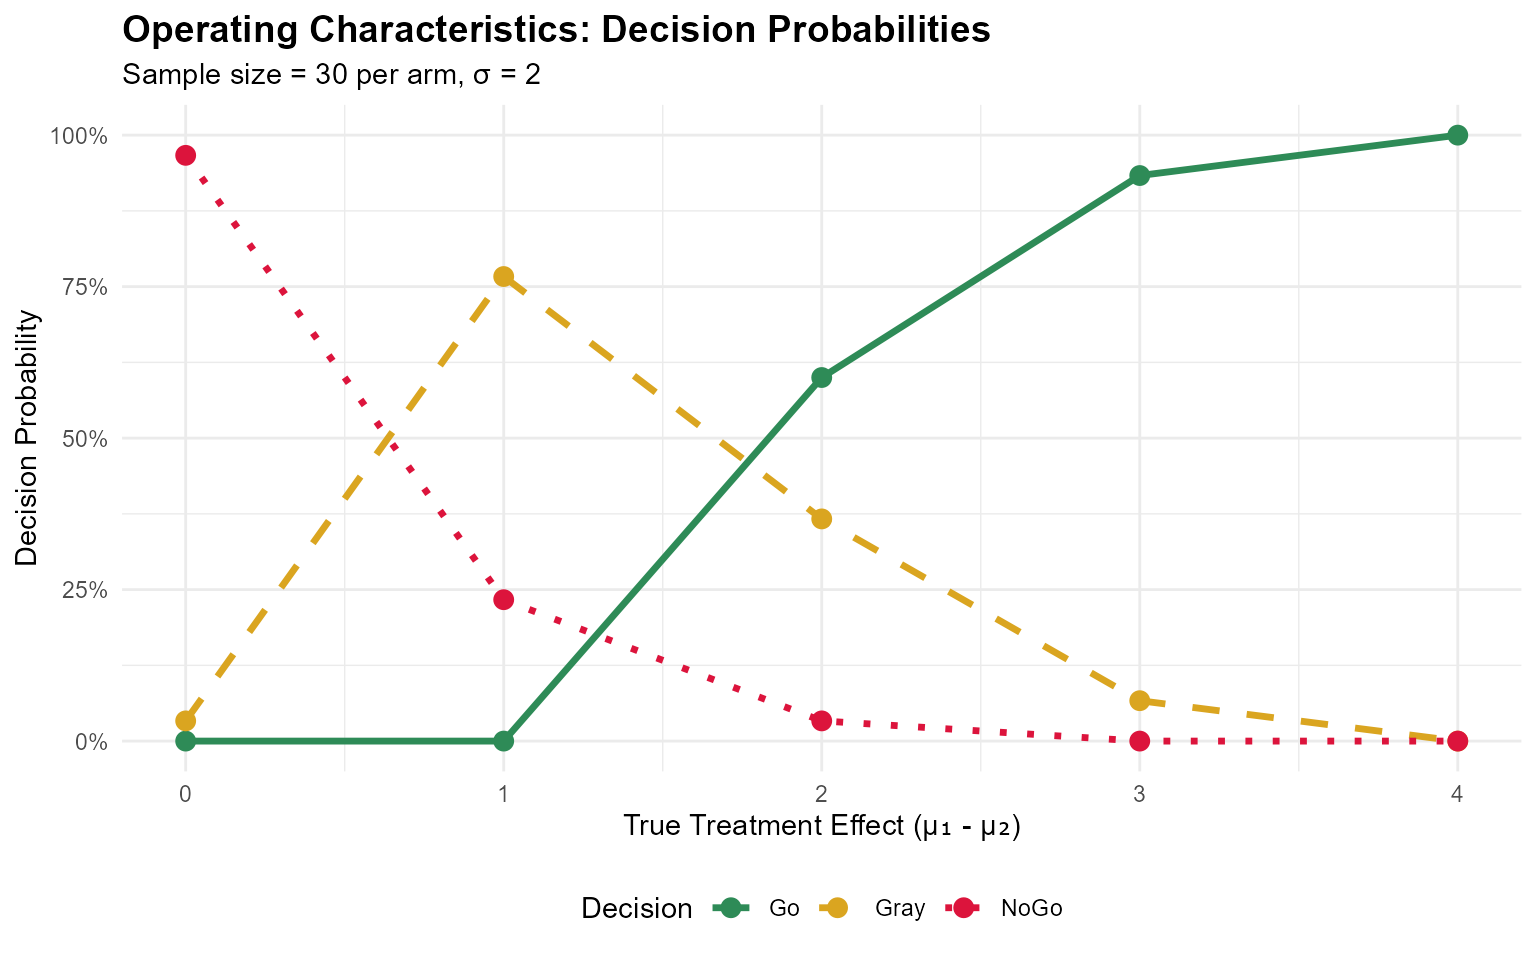 Operating Characteristics: Decision Probabilities
Sample size = 30 per arm, σ = 2
100%
75%
50%
25%
0%
Decision Probability
0 1 2 3 4
True Treatment Effect (μ₁ - μ₂)
Decision Go Gray NoGo